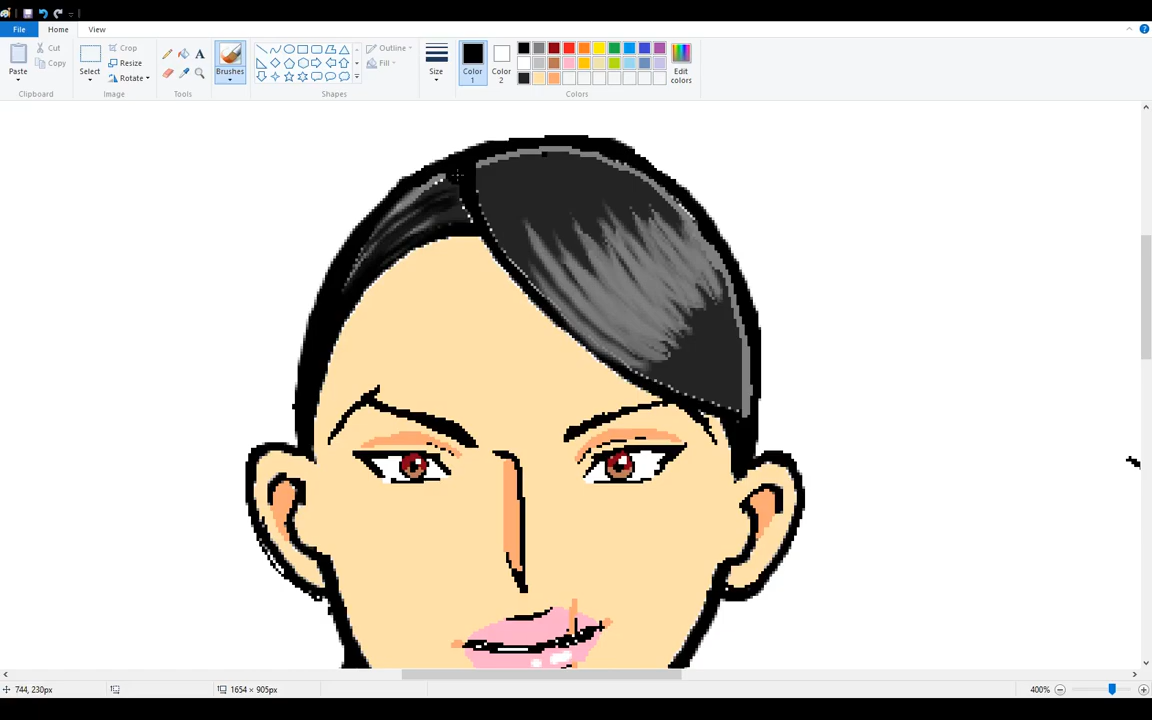 File Home View
Paste
Cut
Copy
Clipboard
Select
Crop
Resize
Rotate
Image
A
Tools
Brushes
Shapes
Outline
Fill
Size
Color 1
Color 2
Edit colors
Colors
744, 230px
1654 × 905px
400%